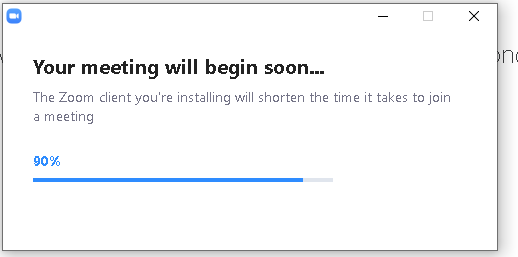 Your meeting will begin soon...
The Zoom client you're installing will shorten the time it takes to join
a meeting
90%